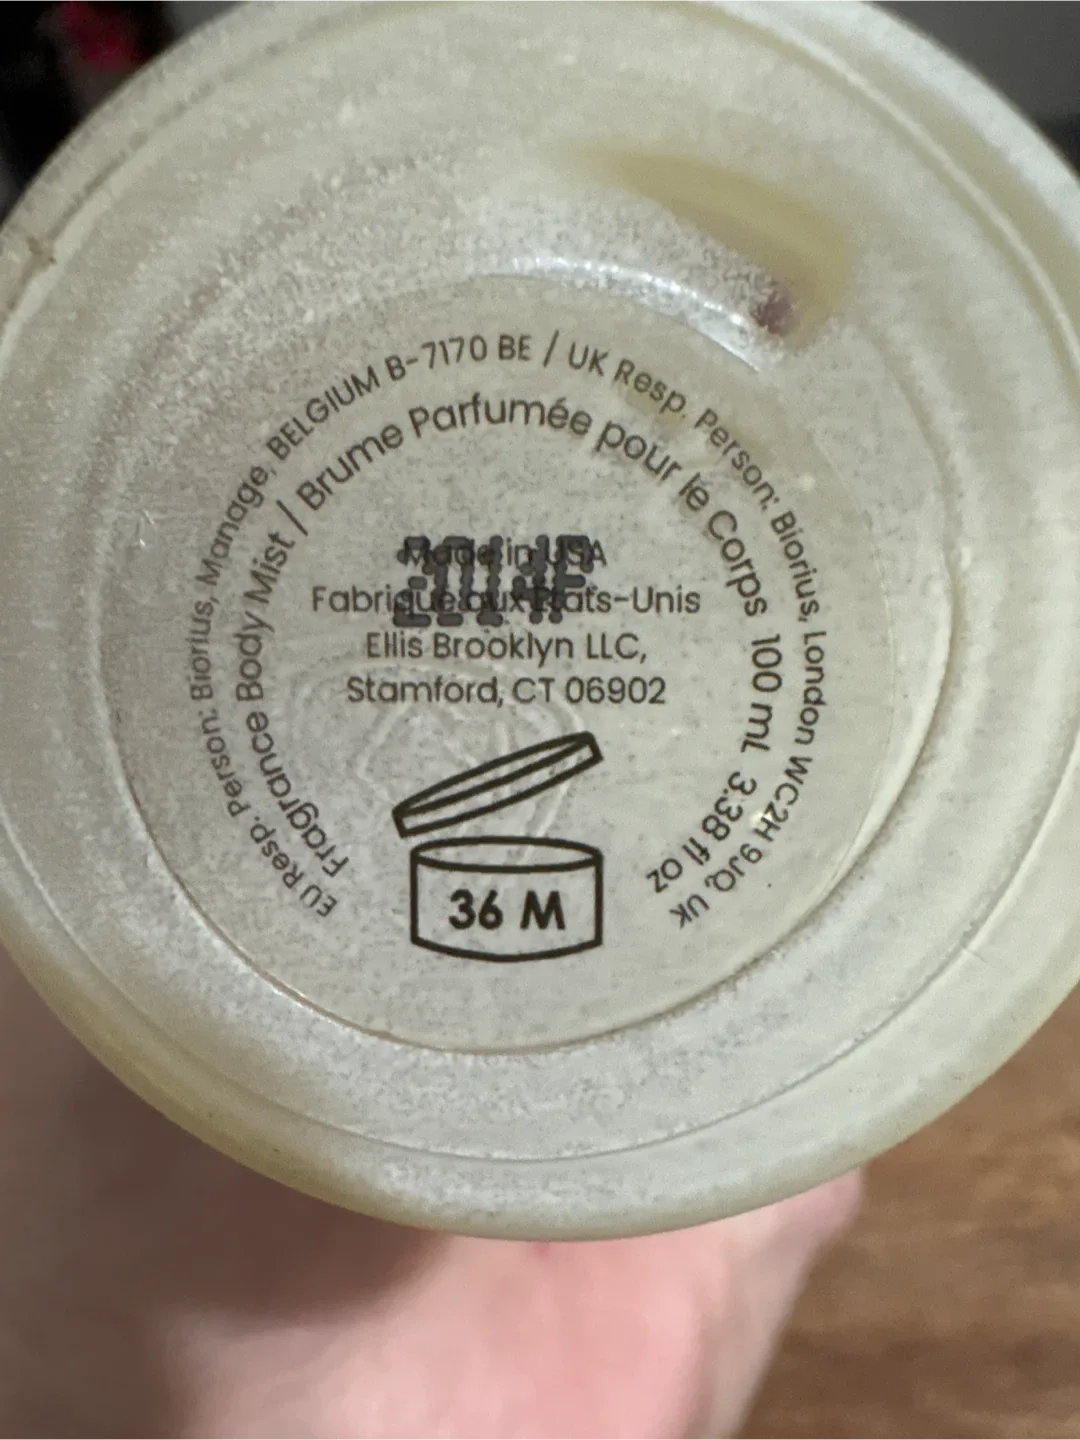 EU Resp. Person: Biorius, Manage, BELGIUM B-7170 BE / UK Resp. Person: Biorius, London WC2H 9JQ, UK
Fragrance Body Mist / Brume Parfumée pour le Corps 100 mL 3.38 fl oz
Made in USA
Fabriqué aux États-Unis
Ellis Brooklyn LLC,
Stamford, CT 06902
36 M